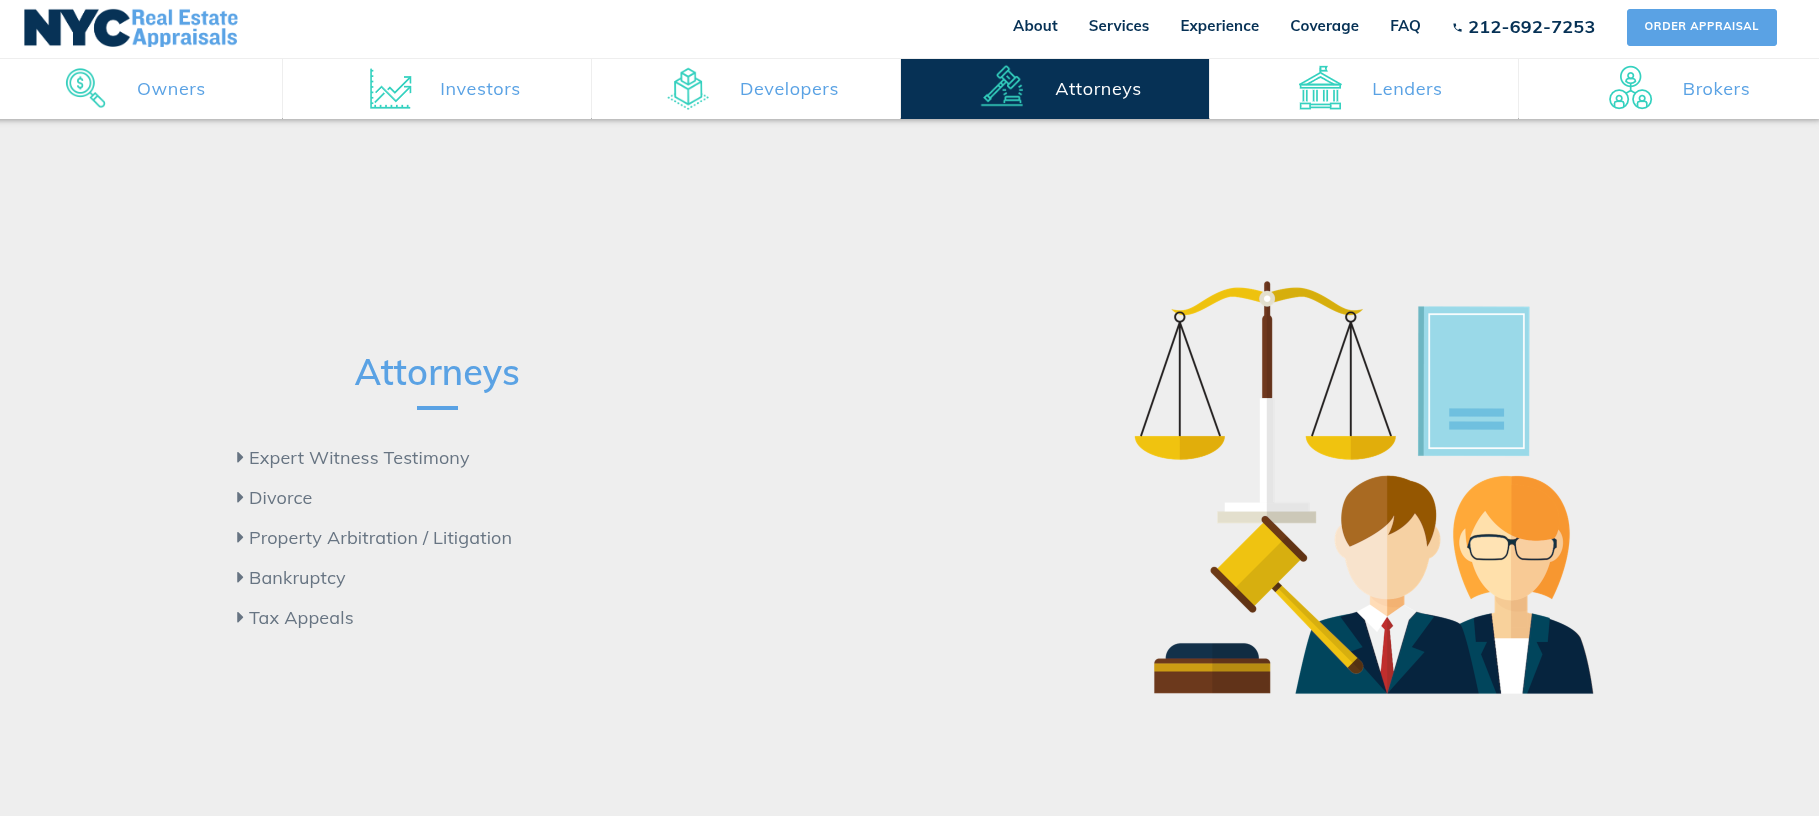 NYC Real Estate Appraisals
About Services Experience Coverage FAQ 212-692-7253 ORDER APPRAISAL
Owners Investors Developers Attorneys Lenders Brokers
Attorneys
Expert Witness Testimony
Divorce
Property Arbitration / Litigation
Bankruptcy
Tax Appeals